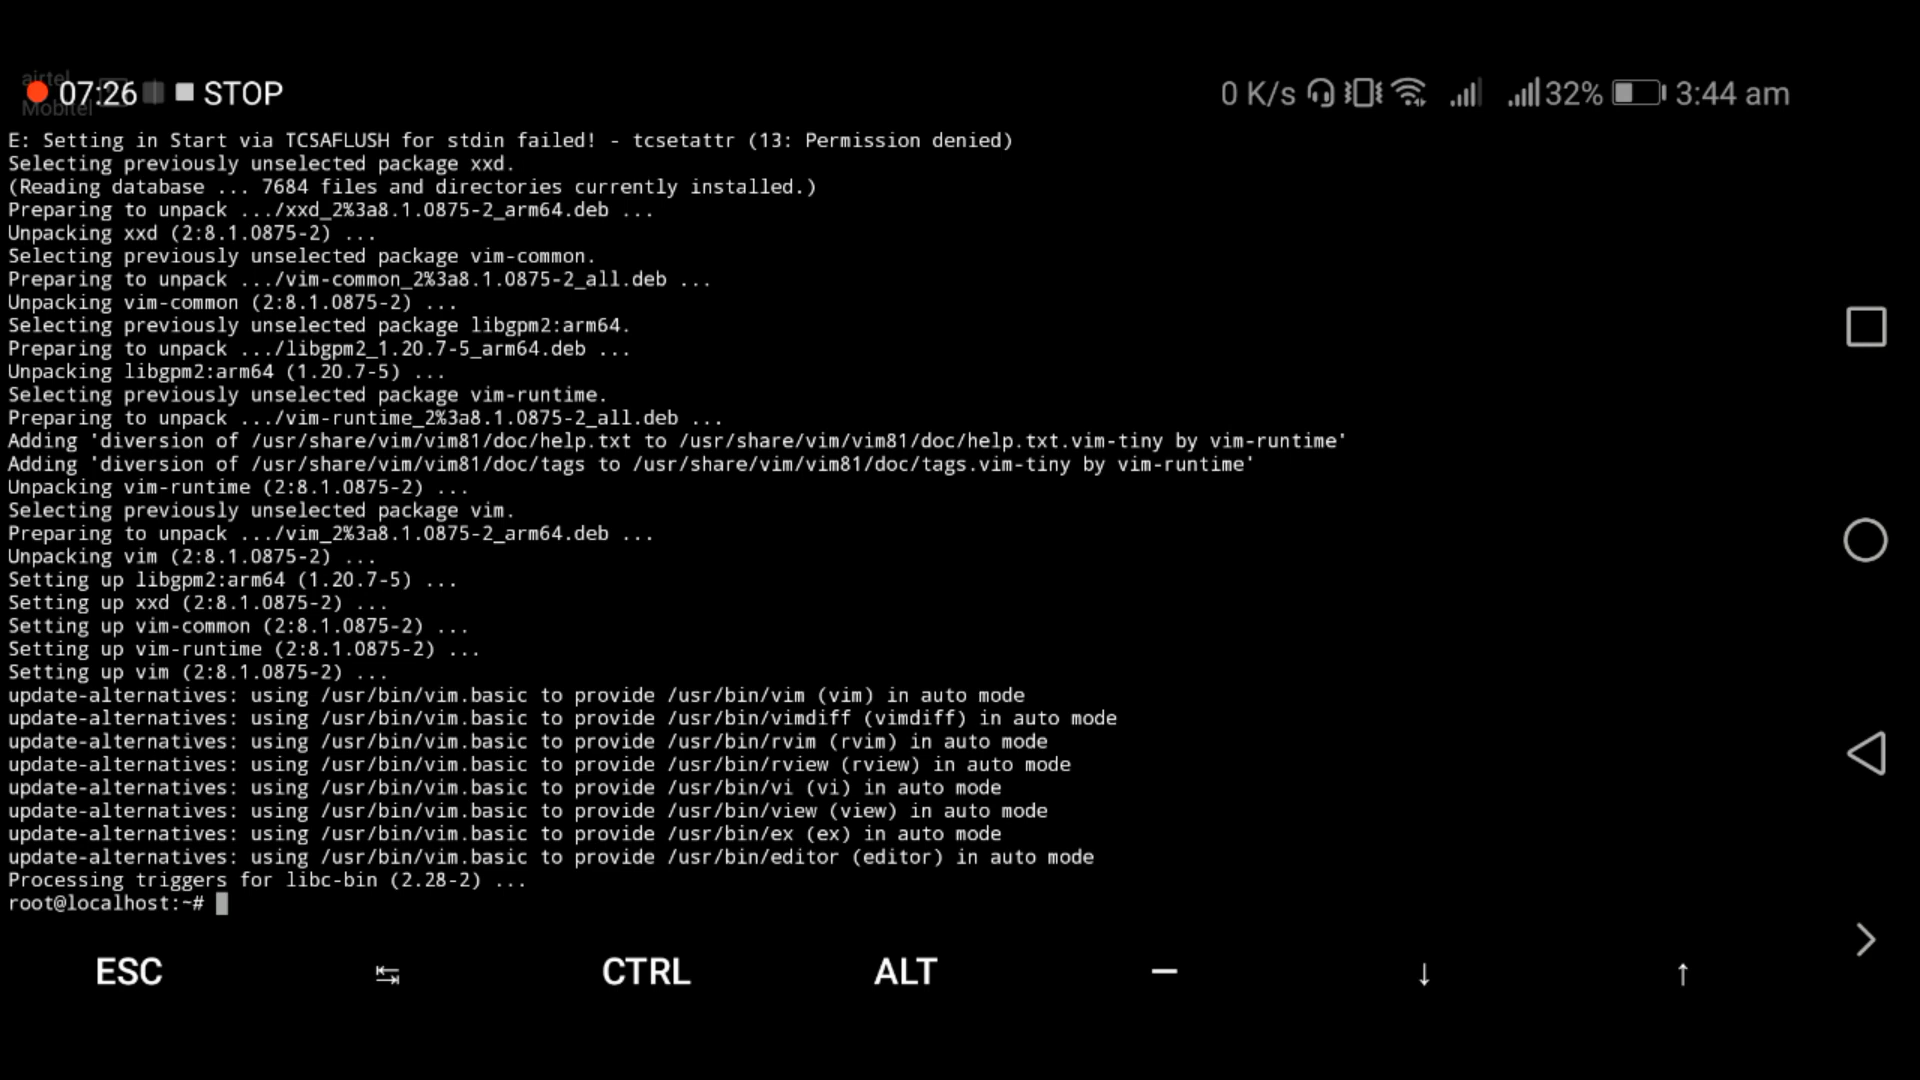 airtel
Mobitel
07:26 STOP 0 K/s 32% 3:44 am
E: Setting in Start via TCSAFLUSH for stdin failed! - tcsetattr (13: Permission denied)
Selecting previously unselected package xxd.
(Reading database ... 7684 files and directories currently installed.)
Preparing to unpack .../xxd_2%3a8.1.0875-2_arm64.deb ...
Unpacking xxd (2:8.1.0875-2) ...
Selecting previously unselected package vim-common.
Preparing to unpack .../vim-common_2%3a8.1.0875-2_all.deb ...
Unpacking vim-common (2:8.1.0875-2) ...
Selecting previously unselected package libgpm2:arm64.
Preparing to unpack .../libgpm2_1.20.7-5_arm64.deb ...
Unpacking libgpm2:arm64 (1.20.7-5) ...
Selecting previously unselected package vim-runtime.
Preparing to unpack .../vim-runtime_2%3a8.1.0875-2_all.deb ...
Adding 'diversion of /usr/share/vim/vim81/doc/help.txt to /usr/share/vim/vim81/doc/help.txt.vim-tiny by vim-runtime'
Adding 'diversion of /usr/share/vim/vim81/doc/tags to /usr/share/vim/vim81/doc/tags.vim-tiny by vim-runtime'
Unpacking vim-runtime (2:8.1.0875-2) ...
Selecting previously unselected package vim.
Preparing to unpack .../vim_2%3a8.1.0875-2_arm64.deb ...
Unpacking vim (2:8.1.0875-2) ...
Setting up libgpm2:arm64 (1.20.7-5) ...
Setting up xxd (2:8.1.0875-2) ...
Setting up vim-common (2:8.1.0875-2) ...
Setting up vim-runtime (2:8.1.0875-2) ...
Setting up vim (2:8.1.0875-2) ...
update-alternatives: using /usr/bin/vim.basic to provide /usr/bin/vim (vim) in auto mode
update-alternatives: using /usr/bin/vim.basic to provide /usr/bin/vimdiff (vimdiff) in auto mode
update-alternatives: using /usr/bin/vim.basic to provide /usr/bin/rvim (rvim) in auto mode
update-alternatives: using /usr/bin/vim.basic to provide /usr/bin/rview (rview) in auto mode
update-alternatives: using /usr/bin/vim.basic to provide /usr/bin/vi (vi) in auto mode
update-alternatives: using /usr/bin/vim.basic to provide /usr/bin/view (view) in auto mode
update-alternatives: using /usr/bin/vim.basic to provide /usr/bin/ex (ex) in auto mode
update-alternatives: using /usr/bin/vim.basic to provide /usr/bin/editor (editor) in auto mode
Processing triggers for libc-bin (2.28-2) ...
root@localhost:~#
ESC ↹ CTRL ALT — ↓ ↑